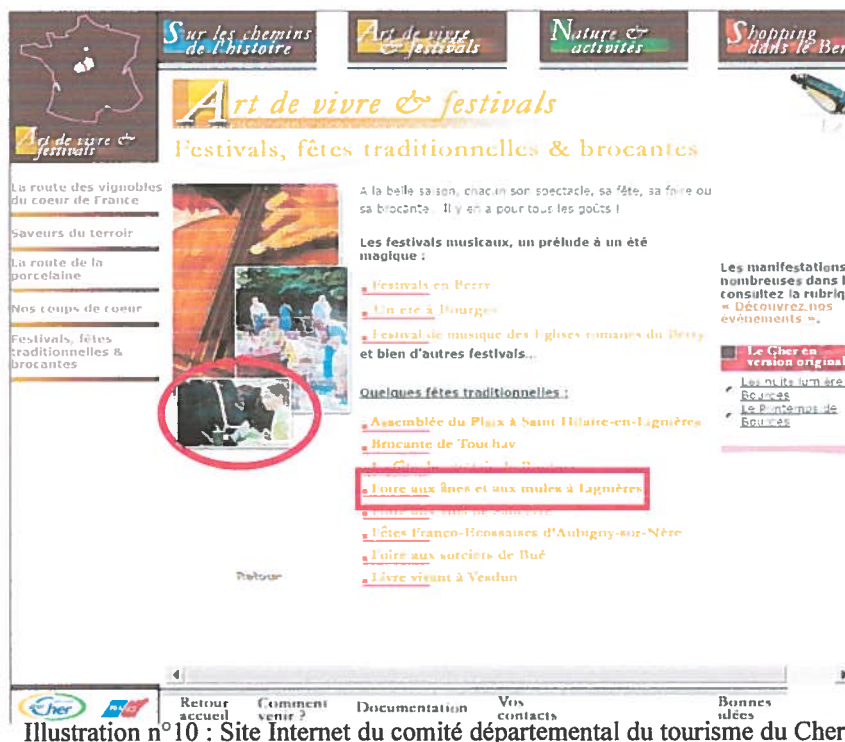 Sur les chemins
de l'histoire
Art de vivre
& festivals
Nature &
activités
Shopping
dans le Ber
Art de vivre &
festivals
Art de vivre & festivals
Festivals, fêtes traditionnelles & brocantes
La route des vignobles
du coeur de France
Saveurs du terroir
La route de la
porcelaine
Nos coups de coeur
Festivals, fêtes
traditionnelles &
brocantes
A la belle saison, chacun son spectacle, sa fête, sa foire ou
sa brocante. Il y en a pour tous les goûts !
Les festivals musicaux, un prélude à un été
magique :
Festivals en Berry
Un été à Bourges
Festival de musique des Eglises romanes du Berry
et bien d'autres festivals...
Quelques fêtes traditionnelles :
Assemblée du Plaix à Saint Hilaire-en-Lignières
Brocante de Touchay
Foire aux ânes et aux mules à Lignières
Foire aux vins de Sancerre
Fêtes Franco-Ecossaises d'Aubigny-sur-Nère
Foire aux sorciers de Bué
Livre vivant à Vesdun
Retour
Les manifestations
nombreuses dans l
consultez la rubriq
« Découvrez nos
événements ».
Le Cher en
version original
Les nuits lumière
Bourges
Le Printemps de
Bourges
Cher
Retour
accueil
Comment
venir ?
Documentation
Vos
contacts
Bonnes
idées
Illustration n°10 : Site Internet du comité départemental du tourisme du Cher